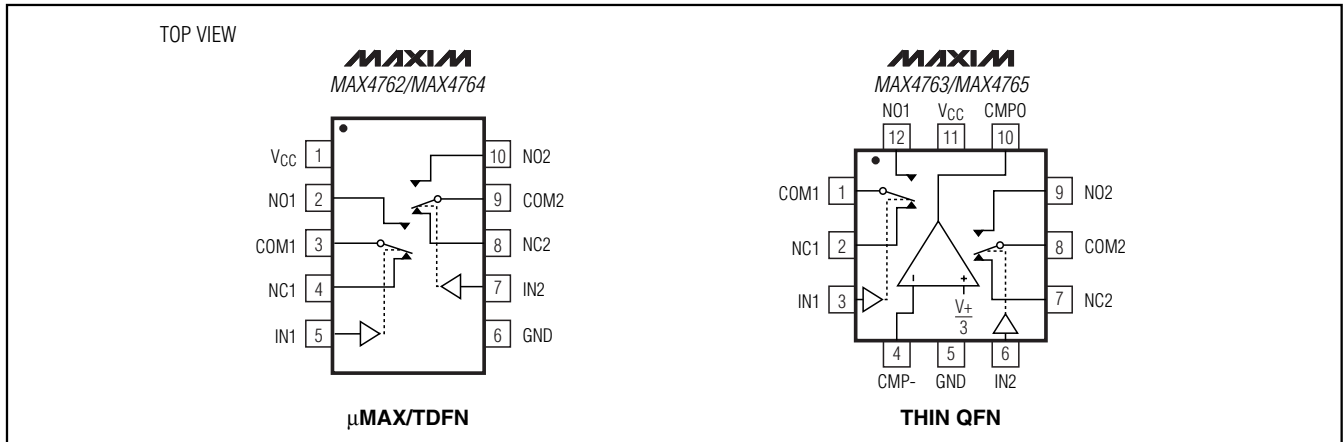 TOP VIEW
MAXIM
MAX4762/MAX4764
VCC 1
NO1 2
COM1 3
NC1 4
IN1 5
10 NO2
9 COM2
8 NC2
7 IN2
6 GND
µMAX/TDFN
MAXIM
MAX4763/MAX4765
NO1 VCC CMPO
12 11 10
COM1 1
NC1 2
IN1 3
9 NO2
8 COM2
7 NC2
- +
V+
3
4 5 6
CMP- GND IN2
THIN QFN